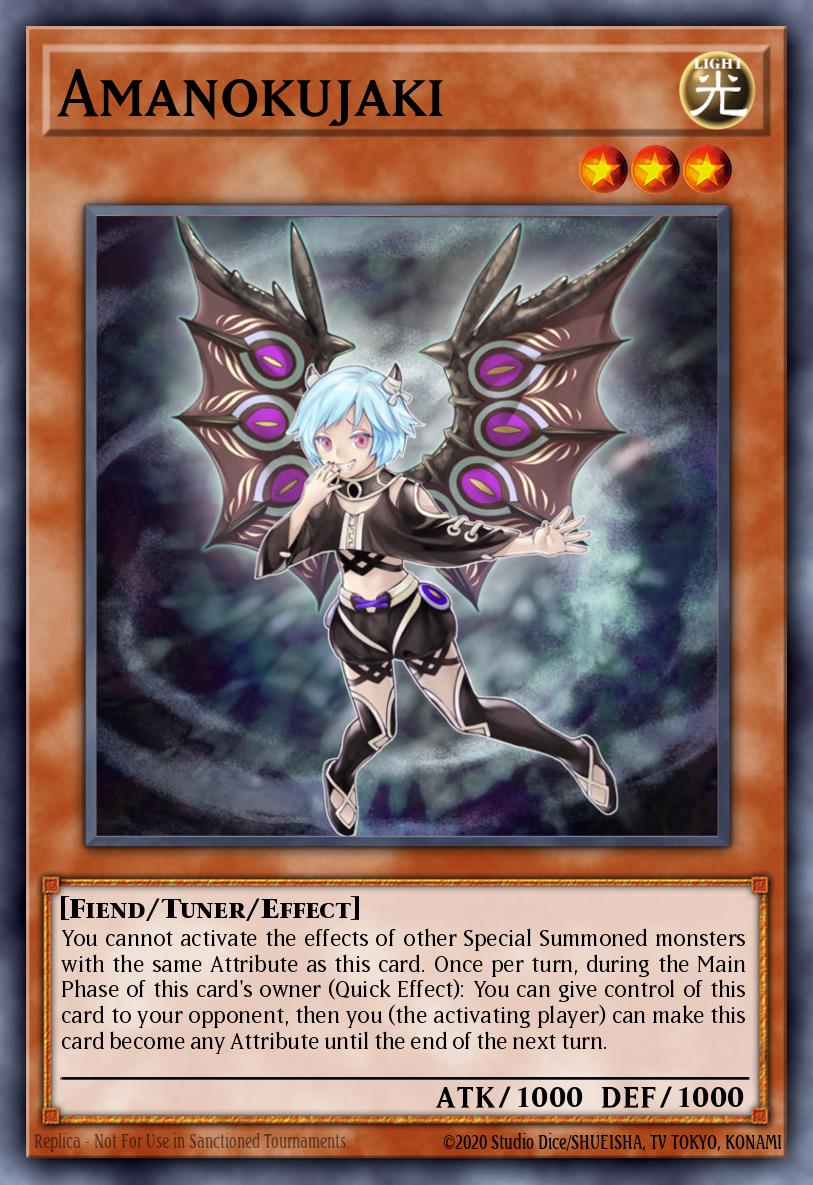 Amanokujaki
LIGHT
光
[Fiend/Tuner/Effect]
You cannot activate the effects of other Special Summoned monsters
with the same Attribute as this card. Once per turn, during the Main
Phase of this card's owner (Quick Effect): You can give control of this
card to your opponent, then you (the activating player) can make this
card become any Attribute until the end of the next turn.
ATK/1000 DEF/1000
Replica - Not For Use in Sanctioned Tournaments.
©2020 Studio Dice/SHUEISHA, TV TOKYO, KONAMI